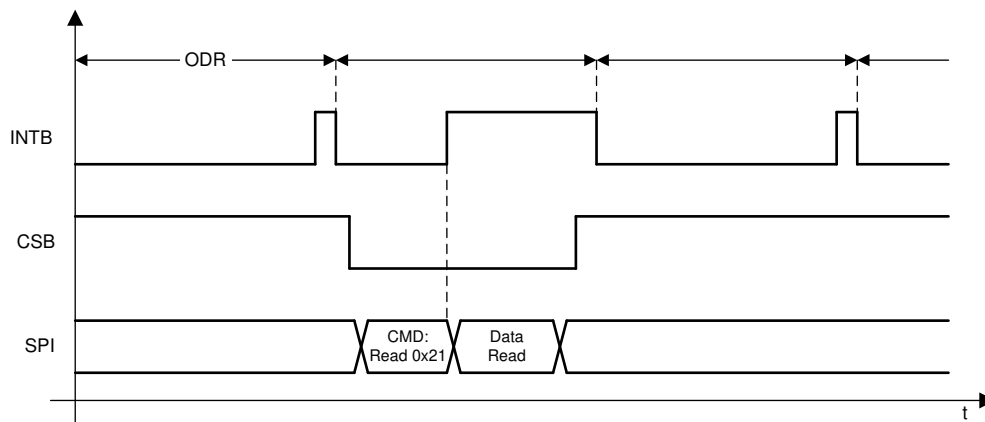 ODR
INTB
CSB
SPI
CMD:
Read 0x21
Data
Read
t